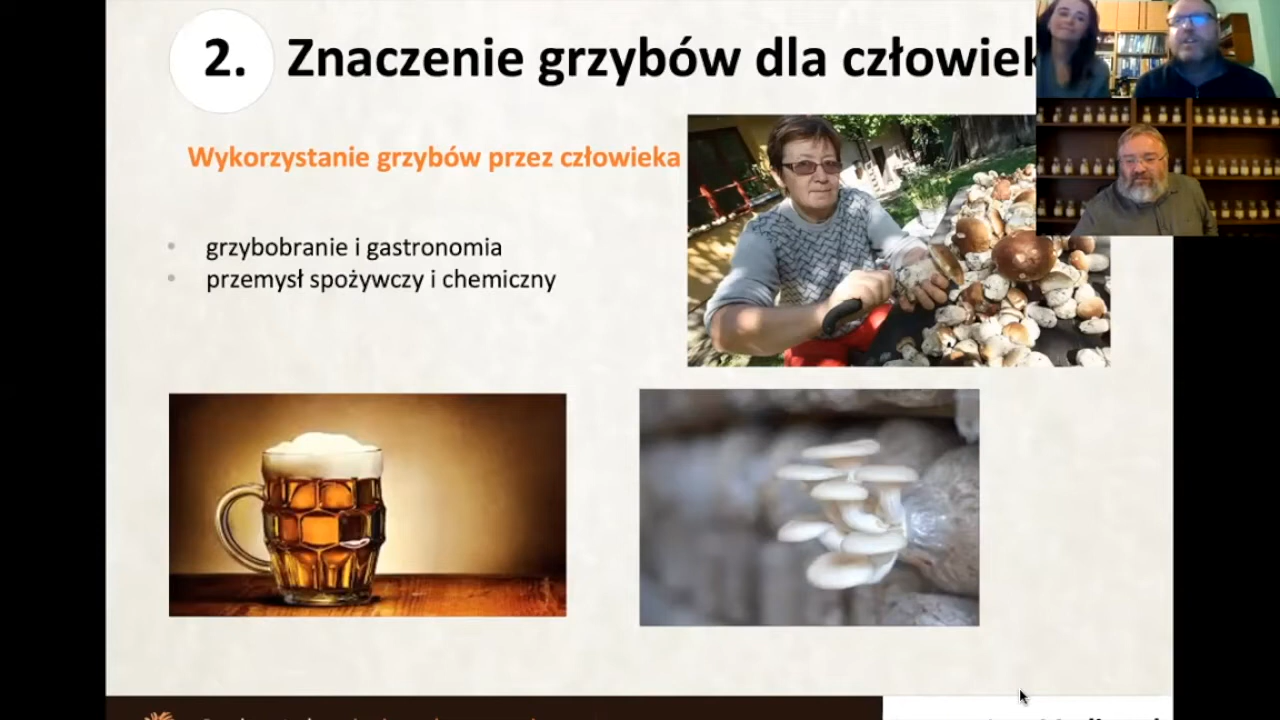 2.
Znaczenie grzybów dla człowiek
Wykorzystanie grzybów przez człowieka
grzybobranie i gastronomia
przemysł spożywczy i chemiczny